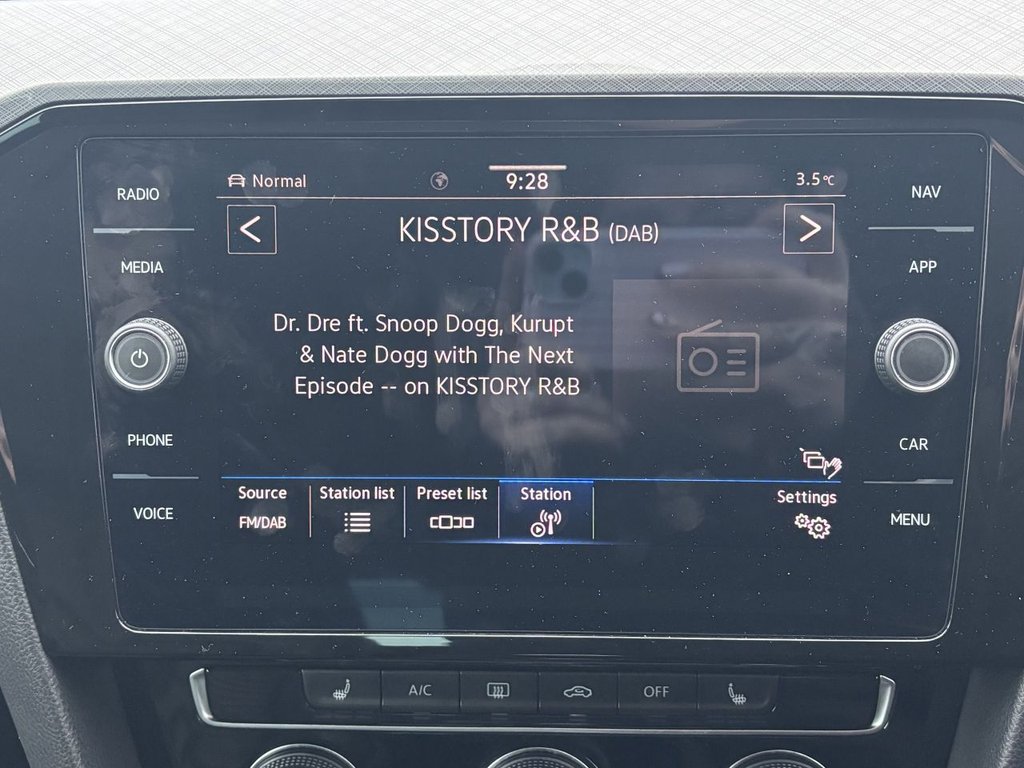 RADIO
MEDIA
PHONE
VOICE
Normal
9:28
3.5°C
<
KISSTORY R&B (DAB)
>
Dr. Dre ft. Snoop Dogg, Kurupt
& Nate Dogg with The Next
Episode -- on KISSTORY R&B
Source
FM/DAB
Station list
Preset list
Station
Settings
NAV
APP
CAR
MENU
A/C
OFF